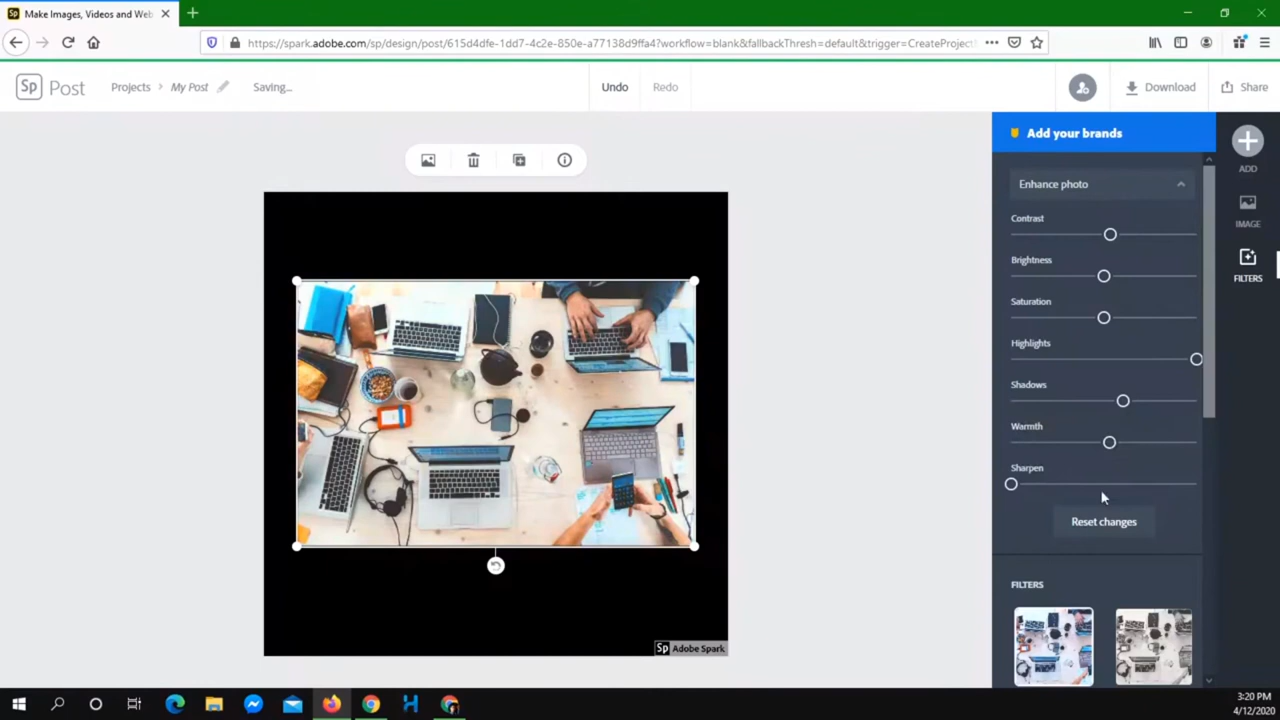 Sp Make Images, Videos and Web
https://spark.adobe.com/sp/design/post/615d4dfe-1dd7-4c2e-850e-a77138d9ffa4?workflow=blank&fallbackThresh=default&trigger=CreateProject
Sp Post
Projects > My Post
Saving...
Undo
Redo
Download
Share
Add your brands
Enhance photo
Contrast
Brightness
Saturation
Highlights
Shadows
Warmth
Sharpen
Reset changes
FILTERS
ADD
IMAGE
FILTERS
Sp Adobe Spark
3:20 PM
4/12/2020